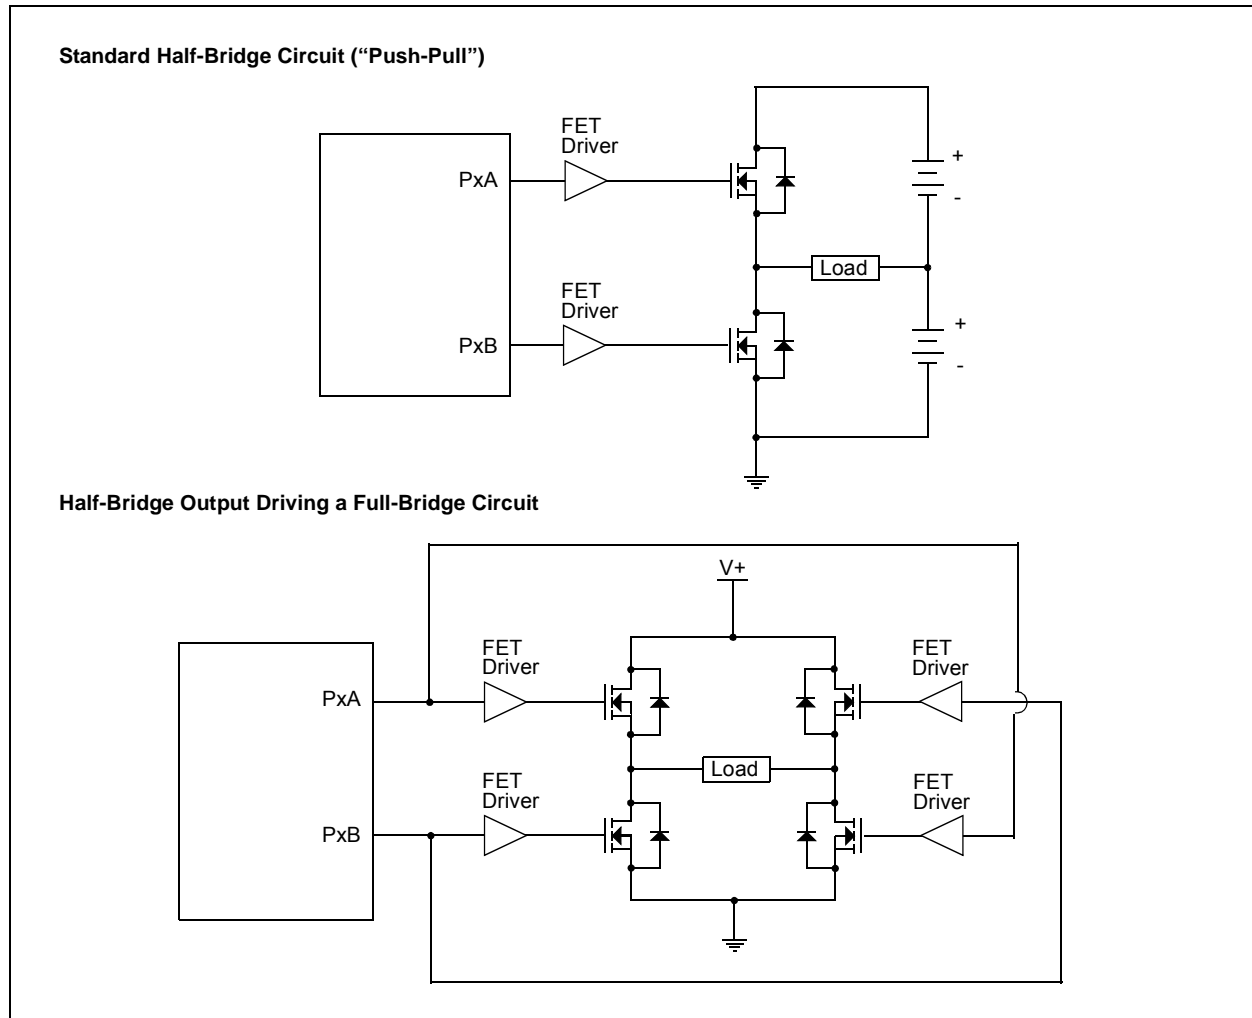 Standard Half-Bridge Circuit (“Push-Pull”)
FET
Driver
PxA
+
-
Load
FET
Driver
PxB
+
-
Half-Bridge Output Driving a Full-Bridge Circuit
V+
FET
Driver
FET
Driver
PxA
Load
FET
Driver
FET
Driver
PxB